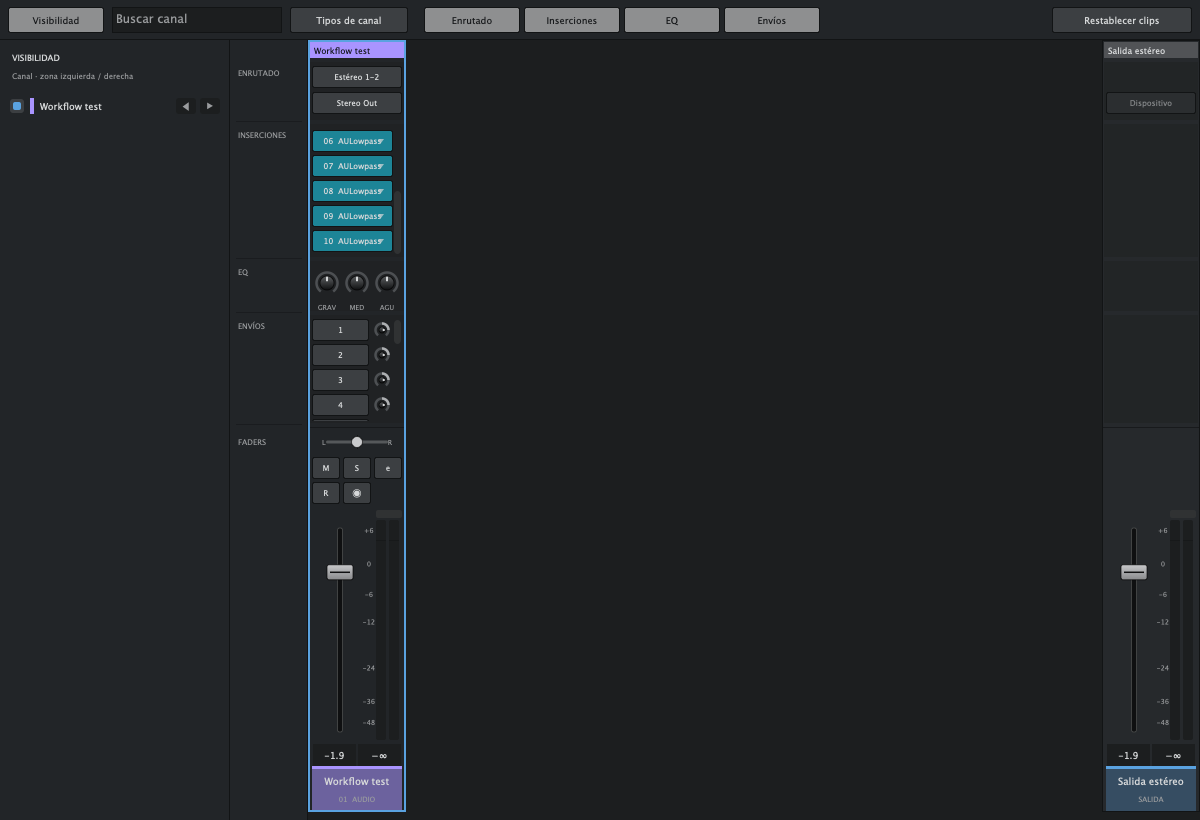 Visibilidad
Buscar canal
Tipos de canal
Enrutado
Inserciones
EQ
Envíos
Restablecer clips
VISIBILIDAD
Canal - zona izquierda / derecha
Workflow test
ENRUTADO
INSERCIONES
EQ
ENVÍOS
FADERS
Workflow test
Estéreo 1-2
Stereo Out
06 AULowpass
07 AULowpass
08 AULowpass
09 AULowpass
10 AULowpass
GRAV MED AGU
1
2
3
4
L R
M S e
R
+6
0
-6
-12
-24
-36
-48
-1.9 -∞
Workflow test
01 AUDIO
Salida estéreo
Dispositivo
+6
0
-6
-12
-24
-36
-48
-1.9 -∞
Salida estéreo
SALIDA